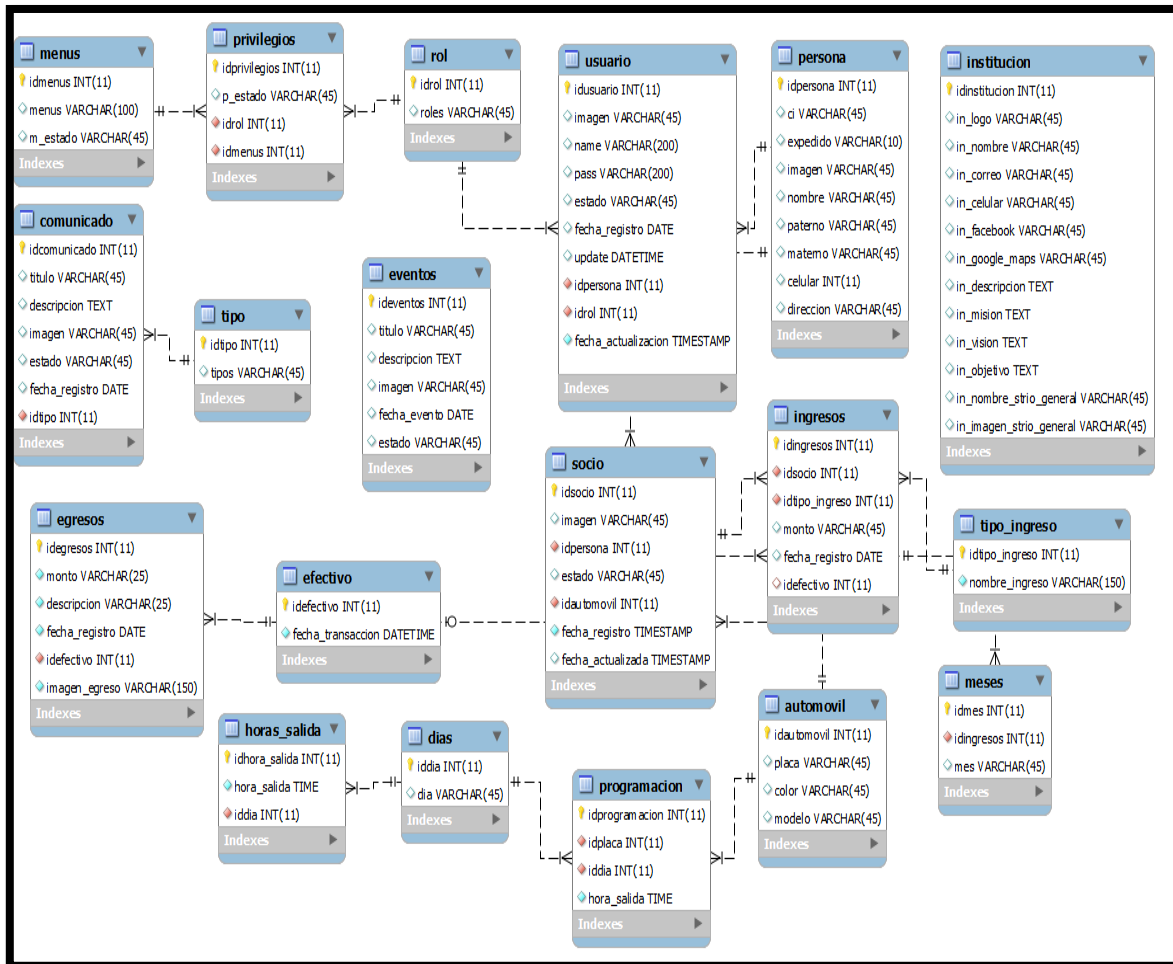 menus
idmenus INT(11)
menus VARCHAR(100)
m_estado VARCHAR(45)
Indexes
privilegios
idprivilegios INT(11)
p_estado VARCHAR(45)
idrol INT(11)
idmenus INT(11)
Indexes
rol
idrol INT(11)
roles VARCHAR(45)
Indexes
usuario
idusuario INT(11)
imagen VARCHAR(45)
name VARCHAR(200)
pass VARCHAR(200)
estado VARCHAR(45)
fecha_registro DATE
update DATETIME
idpersona INT(11)
idrol INT(11)
fecha_actualizacion TIMESTAMP
Indexes
persona
idpersona INT(11)
ci VARCHAR(45)
expedido VARCHAR(10)
imagen VARCHAR(45)
nombre VARCHAR(45)
paterno VARCHAR(45)
materno VARCHAR(45)
celular INT(11)
direccion VARCHAR(45)
Indexes
institucion
idinstitucion INT(11)
in_logo VARCHAR(45)
in_nombre VARCHAR(45)
in_correo VARCHAR(45)
in_celular VARCHAR(45)
in_facebook VARCHAR(45)
in_google_maps VARCHAR(45)
in_descripcion TEXT
in_mision TEXT
in_vision TEXT
in_objetivo TEXT
in_nombre_strio_general VARCHAR(45)
in_imagen_strio_general VARCHAR(45)
Indexes
comunicado
idcomunicado INT(11)
titulo VARCHAR(45)
descripcion TEXT
imagen VARCHAR(45)
estado VARCHAR(45)
fecha_registro DATE
idtipo INT(11)
Indexes
tipo
idtipo INT(11)
tipos VARCHAR(45)
Indexes
eventos
ideventos INT(11)
titulo VARCHAR(45)
descripcion TEXT
imagen VARCHAR(45)
fecha_evento DATE
estado VARCHAR(45)
Indexes
socio
idsocio INT(11)
imagen VARCHAR(45)
idpersona INT(11)
estado VARCHAR(45)
idautomovil INT(11)
fecha_registro TIMESTAMP
fecha_actualizada TIMESTAMP
Indexes
ingresos
idingresos INT(11)
idsocio INT(11)
idtipo_ingreso INT(11)
monto VARCHAR(45)
fecha_registro DATE
idefectivo INT(11)
Indexes
tipo_ingreso
idtipo_ingreso INT(11)
nombre_ingreso VARCHAR(150)
Indexes
egresos
idegresos INT(11)
monto VARCHAR(25)
descripcion VARCHAR(25)
fecha_registro DATE
idefectivo INT(11)
imagen_egreso VARCHAR(150)
Indexes
efectivo
idefectivo INT(11)
fecha_transaccion DATETIME
Indexes
meses
idmes INT(11)
idingresos INT(11)
mes VARCHAR(45)
Indexes
automovil
idautomovil INT(11)
placa VARCHAR(45)
color VARCHAR(45)
modelo VARCHAR(45)
Indexes
horas_salida
idhora_salida INT(11)
hora_salida TIME
iddia INT(11)
Indexes
dias
iddia INT(11)
dia VARCHAR(45)
Indexes
programacion
idprogramacion INT(11)
idplaca INT(11)
iddia INT(11)
hora_salida TIME
Indexes